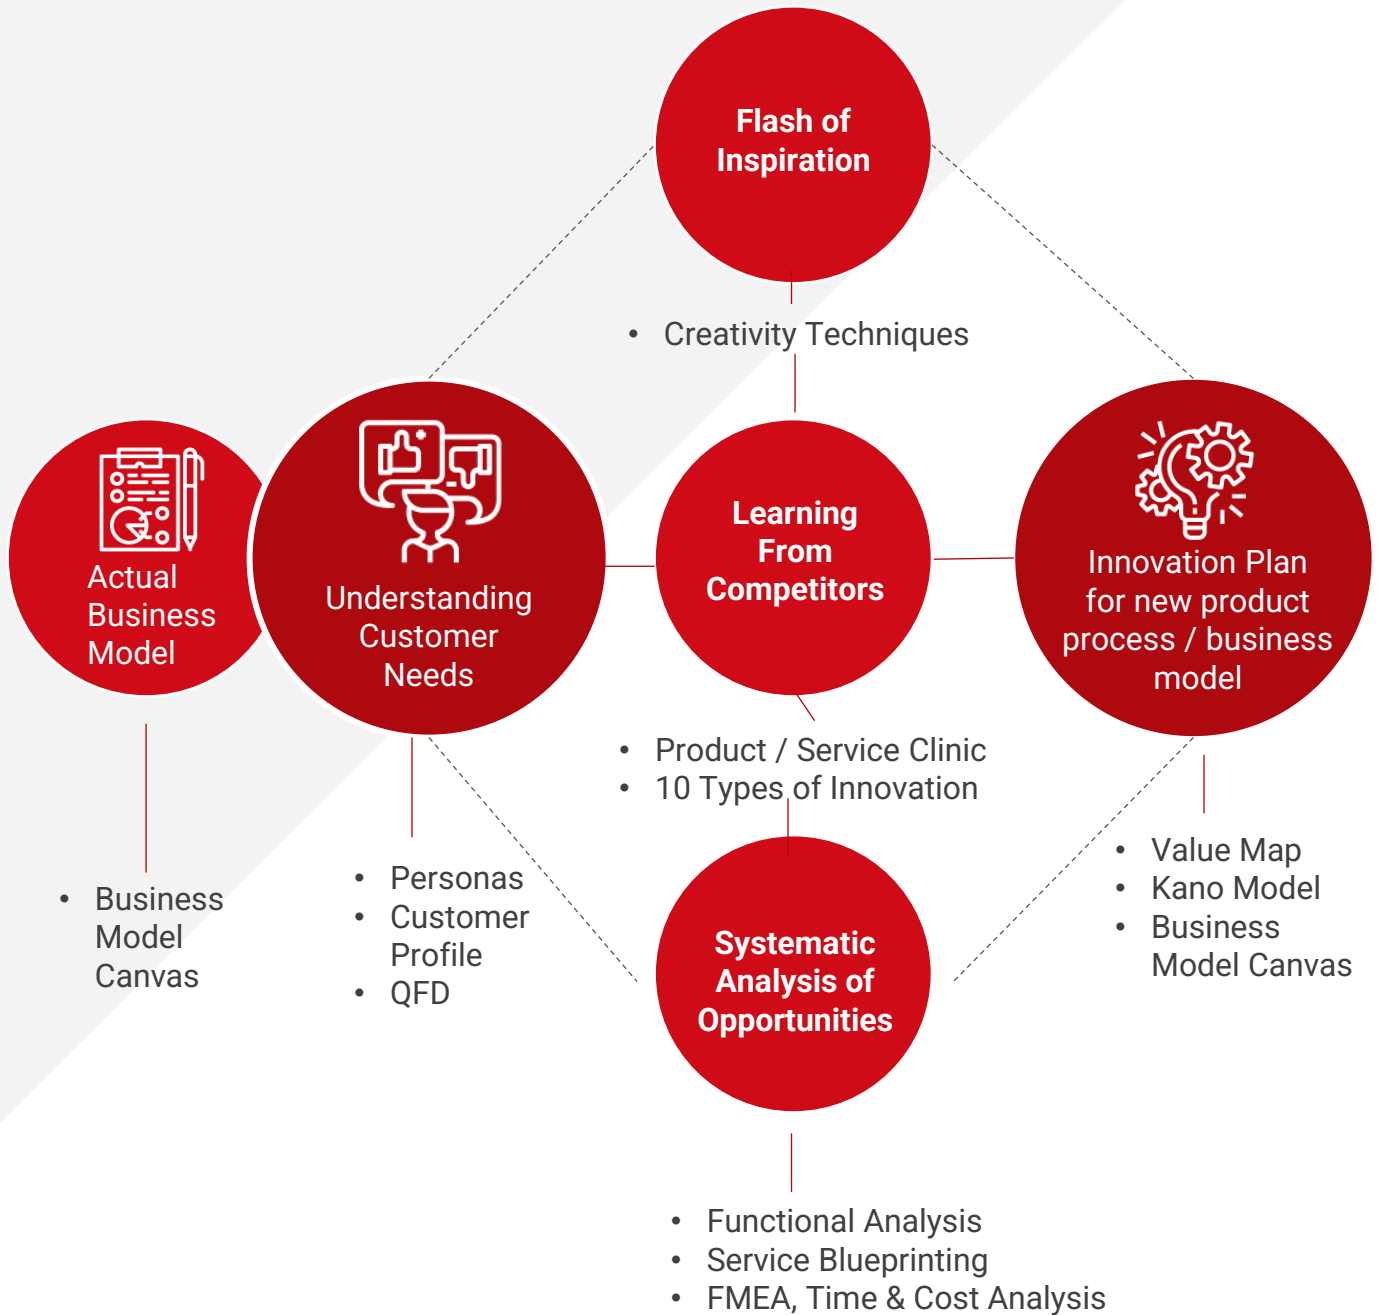 Flash of
Inspiration
• Creativity Techniques
Actual
Business
Model
Understanding
Customer
Needs
Learning
From
Competitors
Innovation Plan
for new product
process / business
model
• Business
Model
Canvas
• Personas
• Customer
Profile
• QFD
• Product / Service Clinic
• 10 Types of Innovation
• Value Map
• Kano Model
• Business
Model Canvas
Systematic
Analysis of
Opportunities
• Functional Analysis
• Service Blueprinting
• FMEA, Time & Cost Analysis